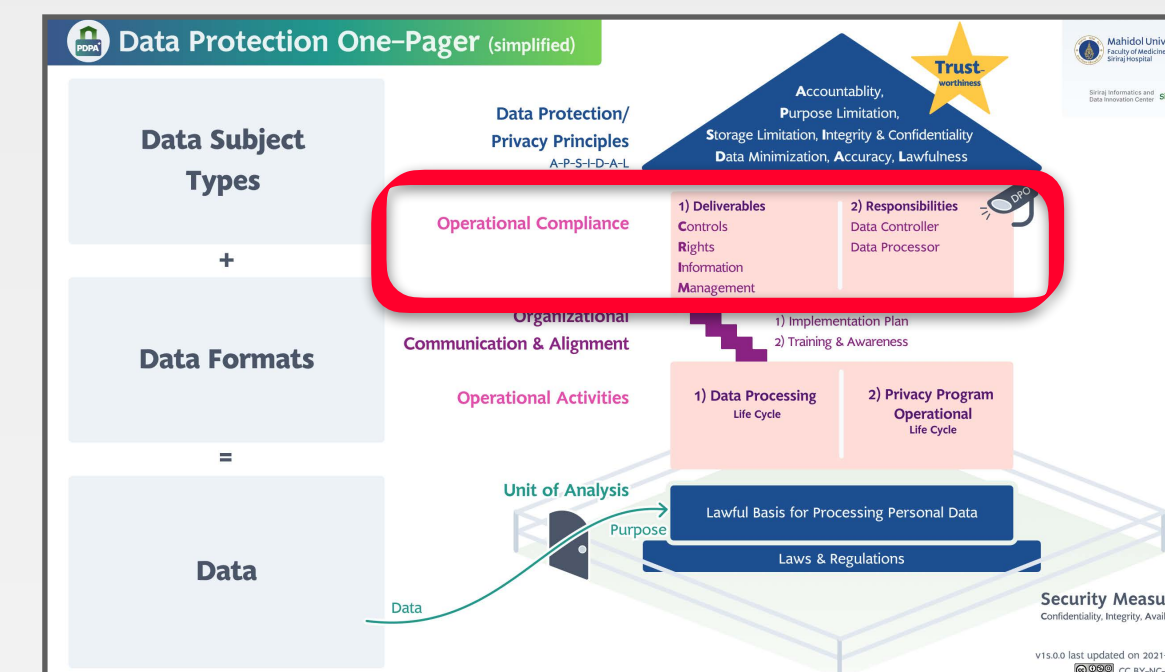 PDPA
Data Protection One-Pager (simplified)
Mahidol Univ
Faculty of Medicine
Siriraj Hospital
Siriraj Informatics and
Data Innovation Center
Trust-
worthiness
Data Subject
Types
+
Data Formats
=
Data
Data Protection/
Privacy Principles
A-P-S-I-D-A-L
Accountablity,
Purpose Limitation,
Storage Limitation, Integrity & Confidentiality
Data Minimization, Accuracy, Lawfulness
Operational Compliance
1) Deliverables
Controls
Rights
Information
Management
2) Responsibilities
Data Controller
Data Processor
DPO
Organizational
Communication & Alignment
1) Implementation Plan
2) Training & Awareness
Operational Activities
1) Data Processing
Life Cycle
2) Privacy Program
Operational
Life Cycle
Unit of Analysis
Purpose
Data
Lawful Basis for Processing Personal Data
Laws & Regulations
Security Measu
Confidentiality, Integrity, Avail
v1s.0.0 last updated on 2021-
CC BY-NC-